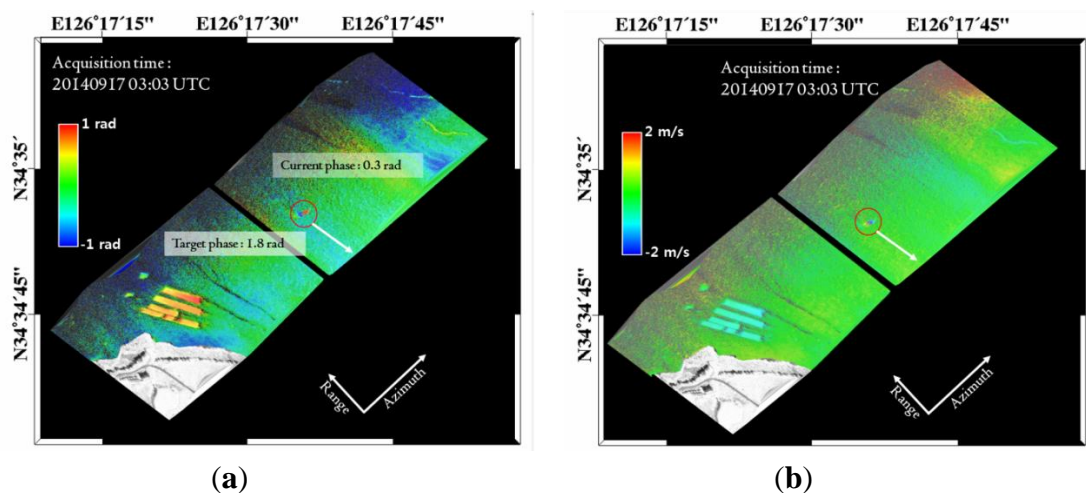 E126°17′15″ E126°17′30″ E126°17′45″
Acquisition time :
20140917 03:03 UTC
1 rad
-1 rad
Current phase : 0.3 rad
Target phase : 1.8 rad
N34°35′
N34°34′45″
Range
Azimuth
(a)
E126°17′15″ E126°17′30″ E126°17′45″
Acquisition time :
20140917 03:03 UTC
2 m/s
-2 m/s
N34°35′
N34°34′45″
Range
Azimuth
(b)